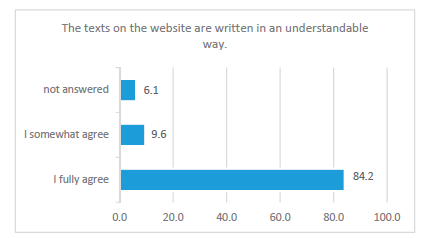 The texts on the website are written in an understandable
way.
not answered
6.1
I somewhat agree
9.6
I fully agree
84.2
0.0 20.0 40.0 60.0 80.0 100.0